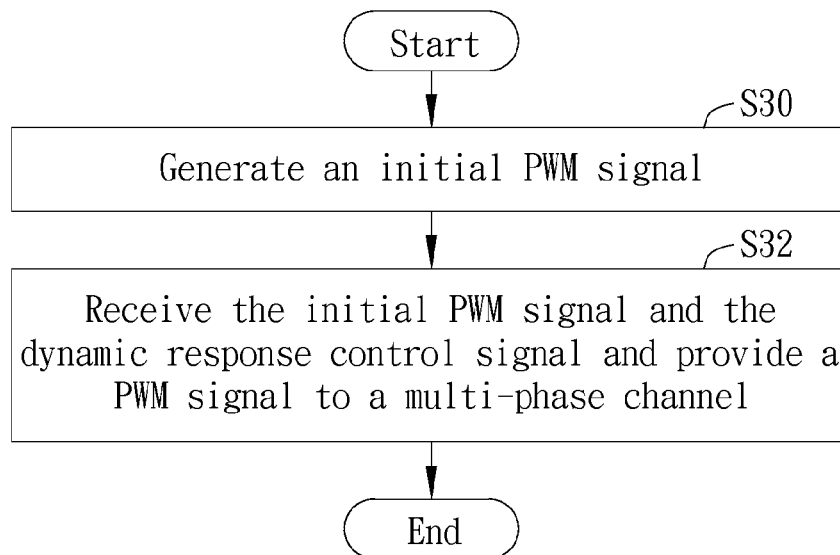 Start
S30
Generate an initial PWM signal
S32
Receive the initial PWM signal and the
dynamic response control signal and provide a
PWM signal to a multi-phase channel
End